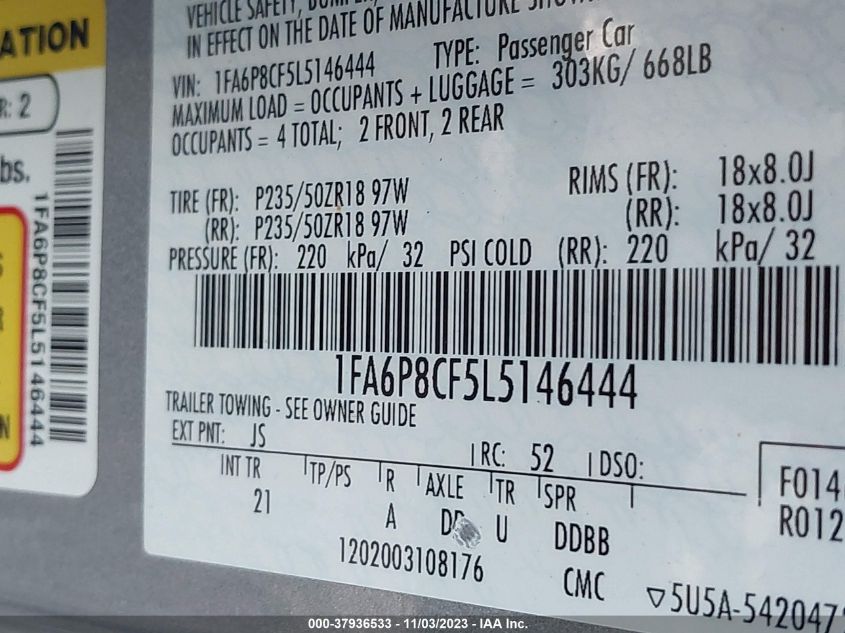 ATION
R: 2
bs.
1FA6P8CF5L5146444
VEHICLE SAFETY,
IN EFFECT ON THE DATE OF MANUFACTURE
VIN: 1FA6P8CF5L5146444 TYPE: Passenger Car
MAXIMUM LOAD = OCCUPANTS + LUGGAGE = 303KG/ 668LB
OCCUPANTS = 4 TOTAL; 2 FRONT, 2 REAR
TIRE (FR): P235/50ZR18 97W RIMS (FR): 18x8.0J
(RR): P235/50ZR18 97W (RR): 18x8.0J
PRESSURE (FR): 220 kPa/ 32 PSI COLD (RR): 220 kPa/ 32
1FA6P8CF5L5146444
TRAILER TOWING - SEE OWNER GUIDE
EXT PNT: JS RC: 52 DSO:
INT TR TP/PS R AXLE TR SPR F014
21 A U DDBB R012
1202003108176 CMC 5U5A-542047
000-37936533 - 11/03/2023 - IAA Inc.